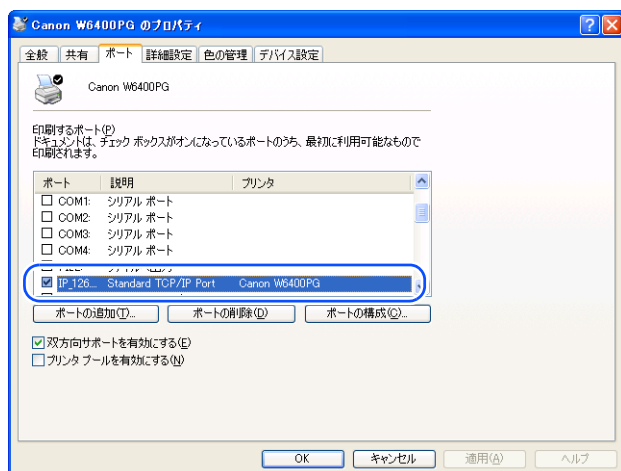 Canon W6400PG のプロパティ
全般 共有 ポート 詳細設定 色の管理 デバイス設定
Canon W6400PG
印刷するポート(P)
ドキュメントは、チェック ボックスがオンになっているポートのうち、最初に利用可能なもので
印刷されます。
ポート 説明 プリンタ
COM1: シリアル ポート
COM2: シリアル ポート
COM3: シリアル ポート
COM4: シリアル ポート
IP_126... Standard TCP/IP Port Canon W6400PG
ポートの追加(T)... ポートの削除(D) ポートの構成(C)...
双方向サポートを有効にする(E)
プリンタ プールを有効にする(N)
OK キャンセル 適用(A) ヘルプ